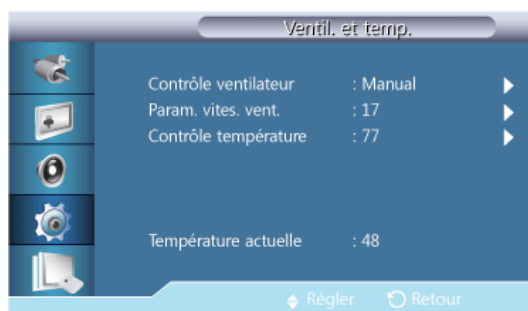 Ventil. et temp.
Contrôle ventilateur : Manual
Param. vites. vent. : 17
Contrôle température : 77
Température actuelle : 48
Régler Retour